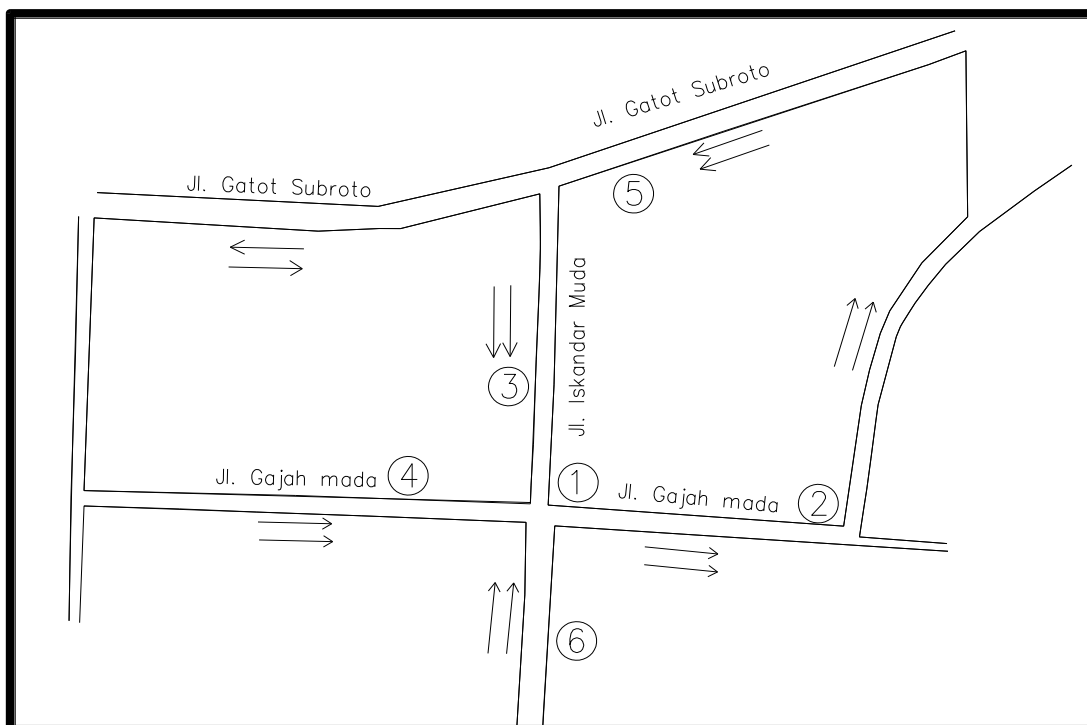 Jl. Gatot Subroto
Jl. Gatot Subroto
5
Jl. Iskandar Muda
3
Jl. Gajah mada 4
1 Jl. Gajah mada 2
6